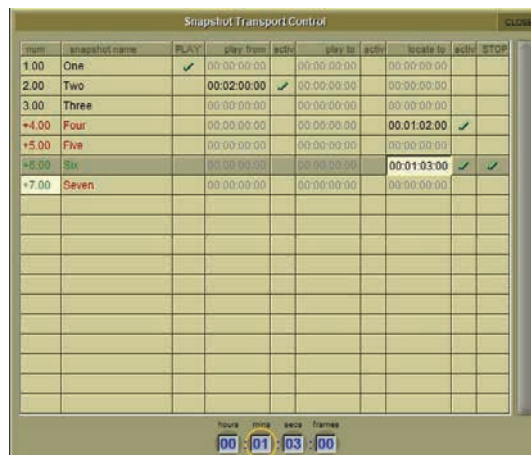 Snapshot Transport Control CLOSE
num snapshot name PLAY play from activ play to activ locate to activ STOP
1.00 One ✓ 00:00:00:00 00:00:00:00 00:00:00:00
2.00 Two 00:02:00:00 ✓ 00:00:00:00 00:00:00:00
3.00 Three 00:00:00:00 00:00:00:00 00:00:00:00
+4.00 Four 00:00:00:00 00:00:00:00 00:01:02:00 ✓
+5.00 Five 00:00:00:00 00:00:00:00 00:00:00:00
+6.00 Six 00:00:00:00 00:00:00:00 00:01:03:00 ✓ ✓
+7.00 Seven 00:00:00:00 00:00:00:00 00:00:00:00
hours mins secs frames
00 : 01 : 03 : 00